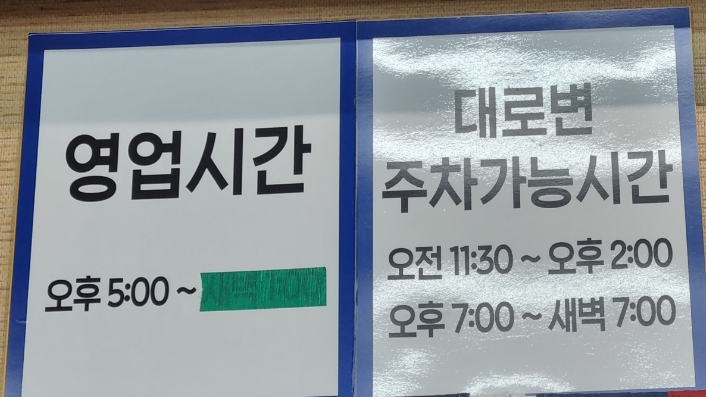 영업시간
오후 5:00 ~
대로변
주차가능시간
오전 11:30 ~ 오후 2:00
오후 7:00 ~ 새벽 7:00